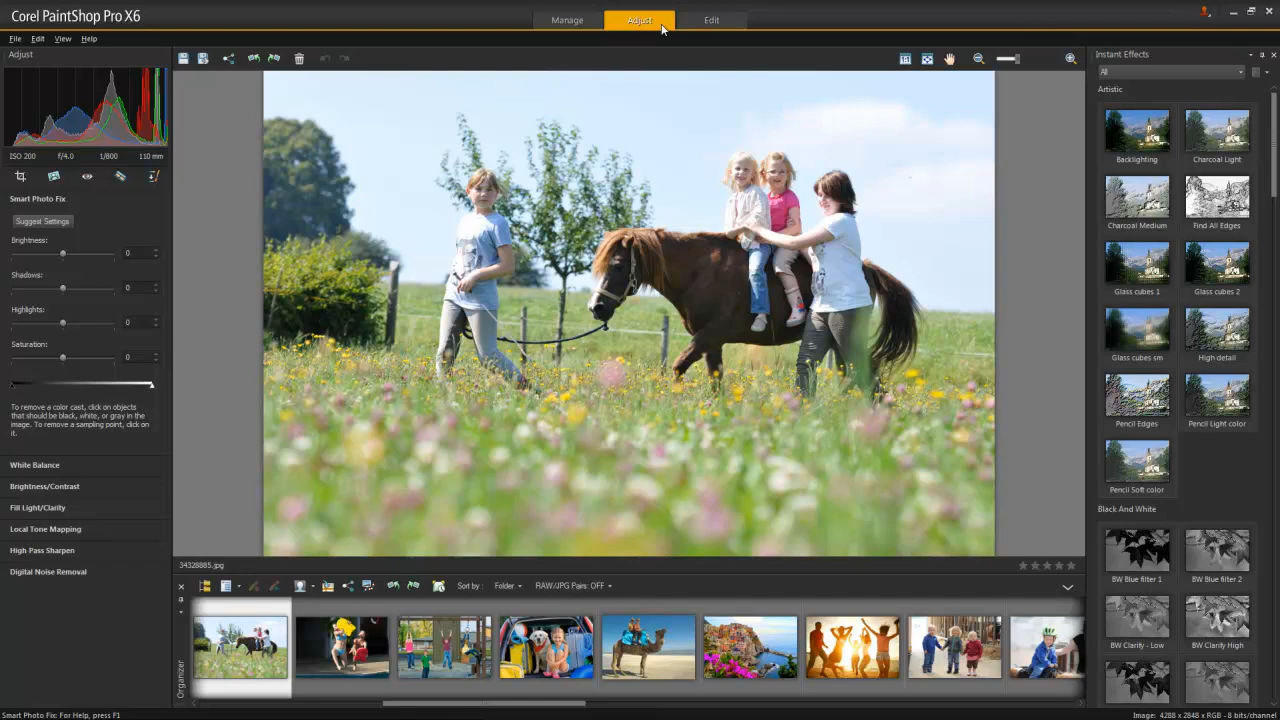 Corel PaintShop Pro X6
Manage
Adjust
Edit
File Edit View Help
Adjust
ISO 200 f/4.0 1/800 110 mm
Smart Photo Fix
Suggest Settings
Brightness:
0
Shadows:
0
Highlights:
0
Saturation:
0
To remove a color cast, click on objects
that should be black, white, or gray in the
image. To remove a sampling point, click on
it.
White Balance
Brightness/Contrast
Fill Light/Clarity
Local Tone Mapping
High Pass Sharpen
Digital Noise Removal
34328885.jpg
Sort by: Folder RAW/JPG Pairs: OFF
Organizer
Instant Effects
All
Artistic
Backlighting Charcoal Light
Charcoal Medium Find All Edges
Glass cubes 1 Glass cubes 2
Glass cubes sm High detail
Pencil Edges Pencil Light color
Pencil Soft color
Black And White
BW Blue filter 1 BW Blue filter 2
BW Clarify - Low BW Clarify High
Smart Photo Fix: For Help, press F1
Image: 4288 x 2848 x RGB - 8 bits/channel